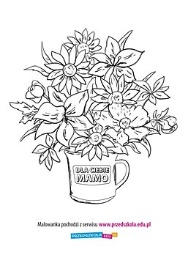 DLA CIEBIE
MAMO
Malowanka pochodzi z serwisu www.przedszkola.edu.pl